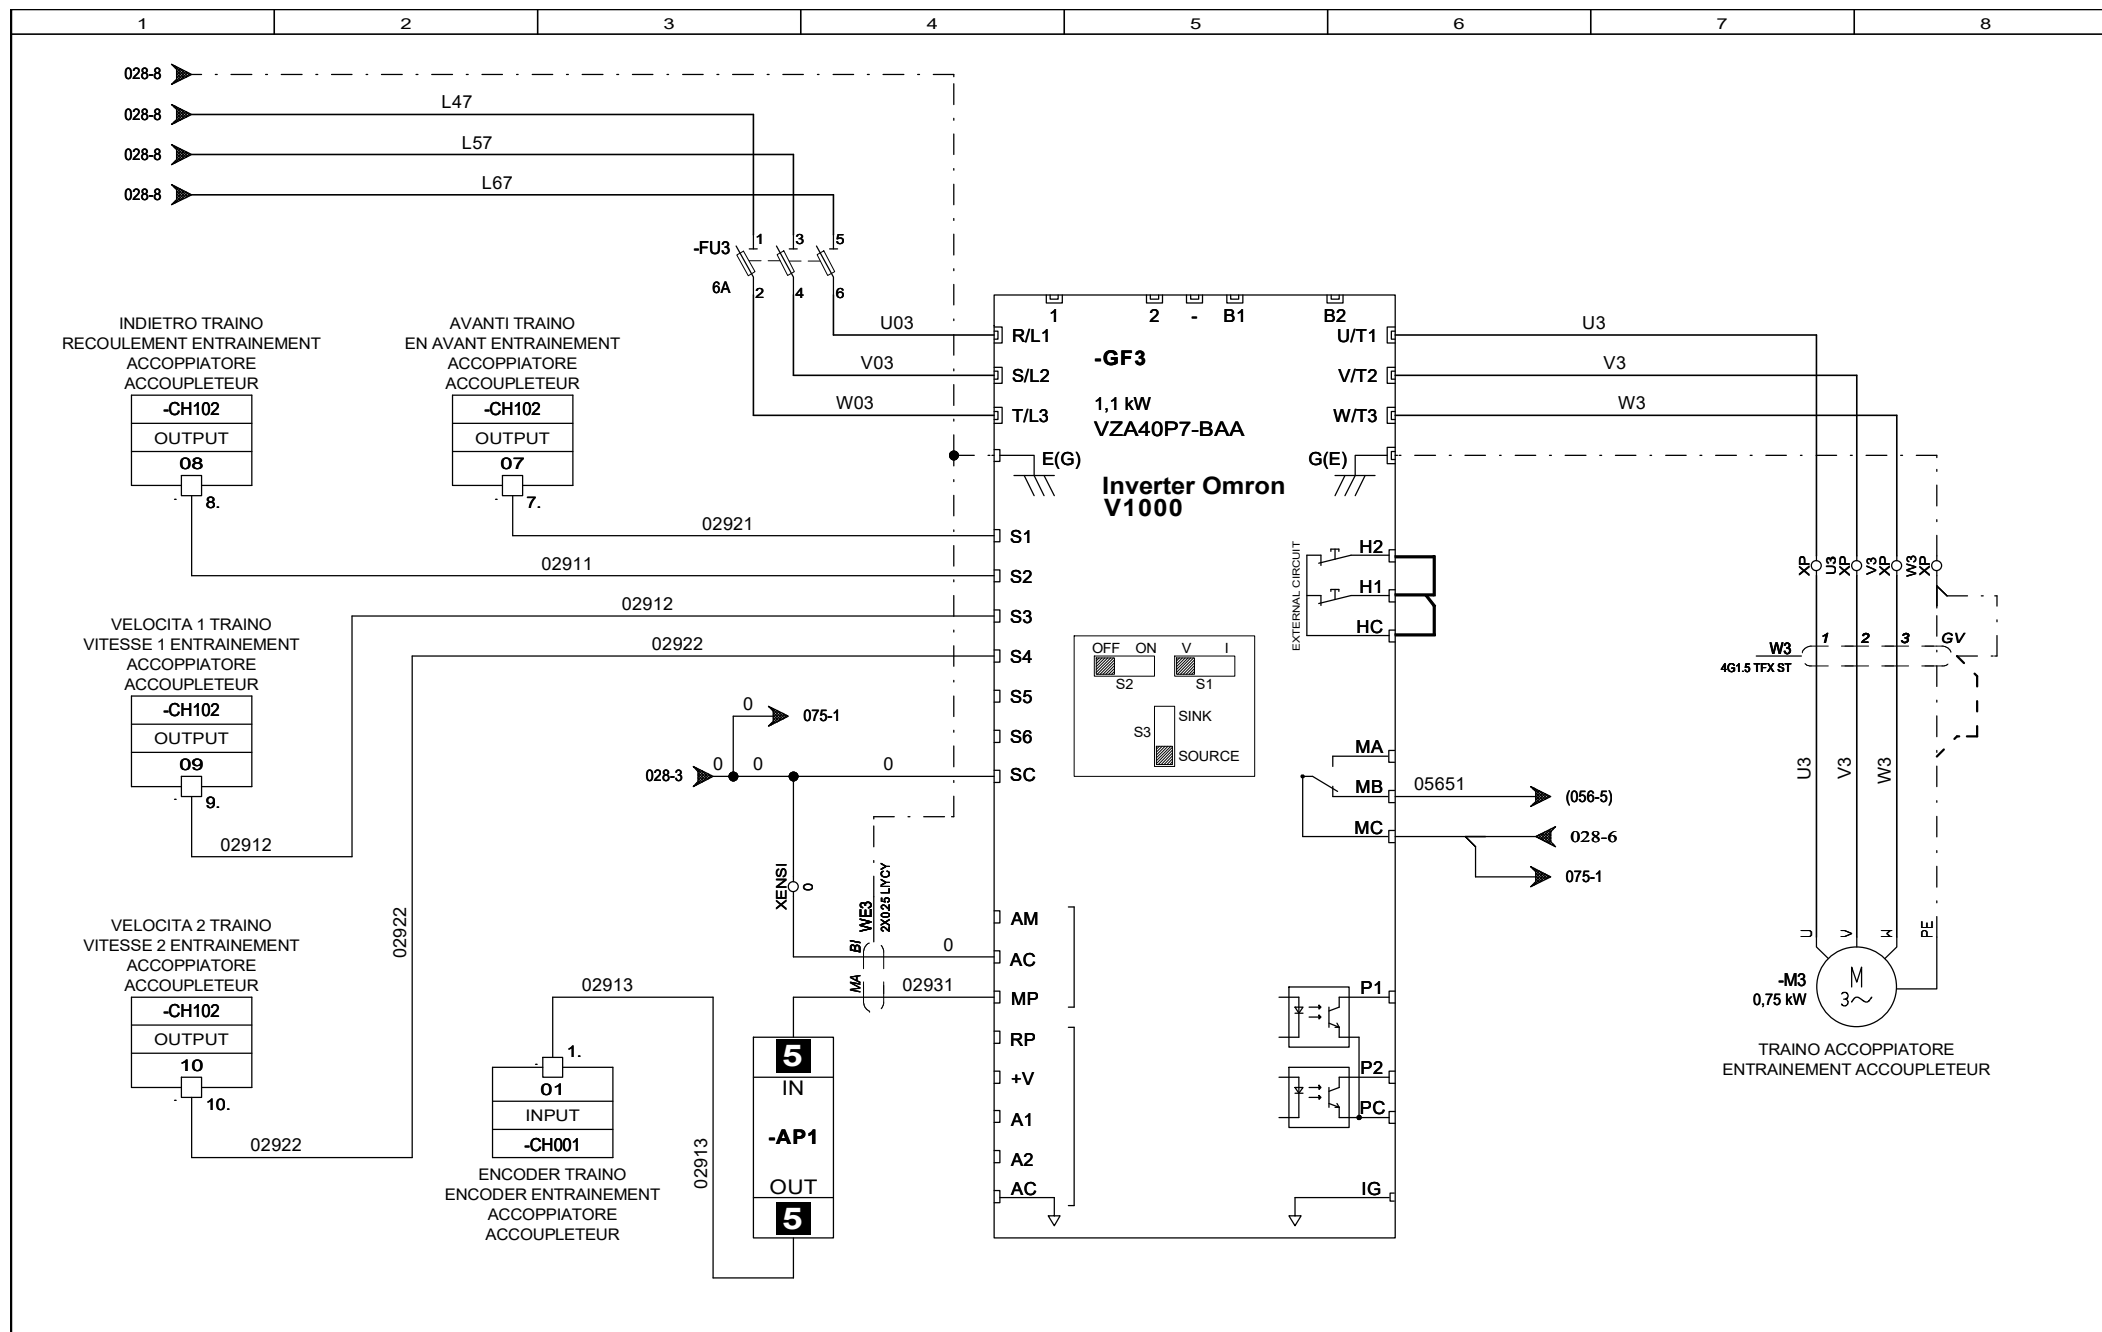 1 2 3 4 5 6 7 8
028-8
028-8
L47
028-8
L57
028-8
L67
-FU3
6A
1 3 5
2 4 6
U03
V03
W03
INDIETRO TRAINO
RECOULEMENT ENTRAINEMENT
ACCOPPIATORE
ACCOUPLETEUR
-CH102
OUTPUT
08
8.
AVANTI TRAINO
EN AVANT ENTRAINEMENT
ACCOPPIATORE
ACCOUPLETEUR
-CH102
OUTPUT
07
7.
02921
02911
02912
02922
VELOCITA 1 TRAINO
VITESSE 1 ENTRAINEMENT
ACCOPPIATORE
ACCOUPLETEUR
-CH102
OUTPUT
09
9.
02912
VELOCITA 2 TRAINO
VITESSE 2 ENTRAINEMENT
ACCOPPIATORE
ACCOUPLETEUR
-CH102
OUTPUT
10
10.
02922
02922
0
075-1
028-3
0 0 0
XENSI
0
WE3
2X0.25 LIYCY
BI
MA
0
02931
02913
1.
01
INPUT
-CH001
ENCODER TRAINO
ENCODER ENTRAINEMENT
ACCOPPIATORE
ACCOUPLETEUR
02913
5
IN
-AP1
OUT
5
1 2 - B1 B2
R/L1
S/L2
T/L3
E(G)
-GF3
1,1 kW
VZA40P7-BAA
Inverter Omron
V1000
U/T1
V/T2
W/T3
G(E)
S1
S2
S3
S4
S5
S6
SC
AM
AC
MP
RP
+V
A1
A2
AC
EXTERNAL CIRCUIT
H2
H1
HC
OFF ON
S2
V I
S1
SINK
S3
SOURCE
MA
MB
MC
P1
P2
PC
IG
05651
(056-5)
028-6
075-1
U3
V3
W3
XP
U3
XP
V3
XP
W3
XP
W3
4G1.5 TFX ST
1 2 3 GV
U3
V3
W3
U
V
W
PE
-M3
0,75 kW
M
3~
TRAINO ACCOPPIATORE
ENTRAINEMENT ACCOUPLETEUR